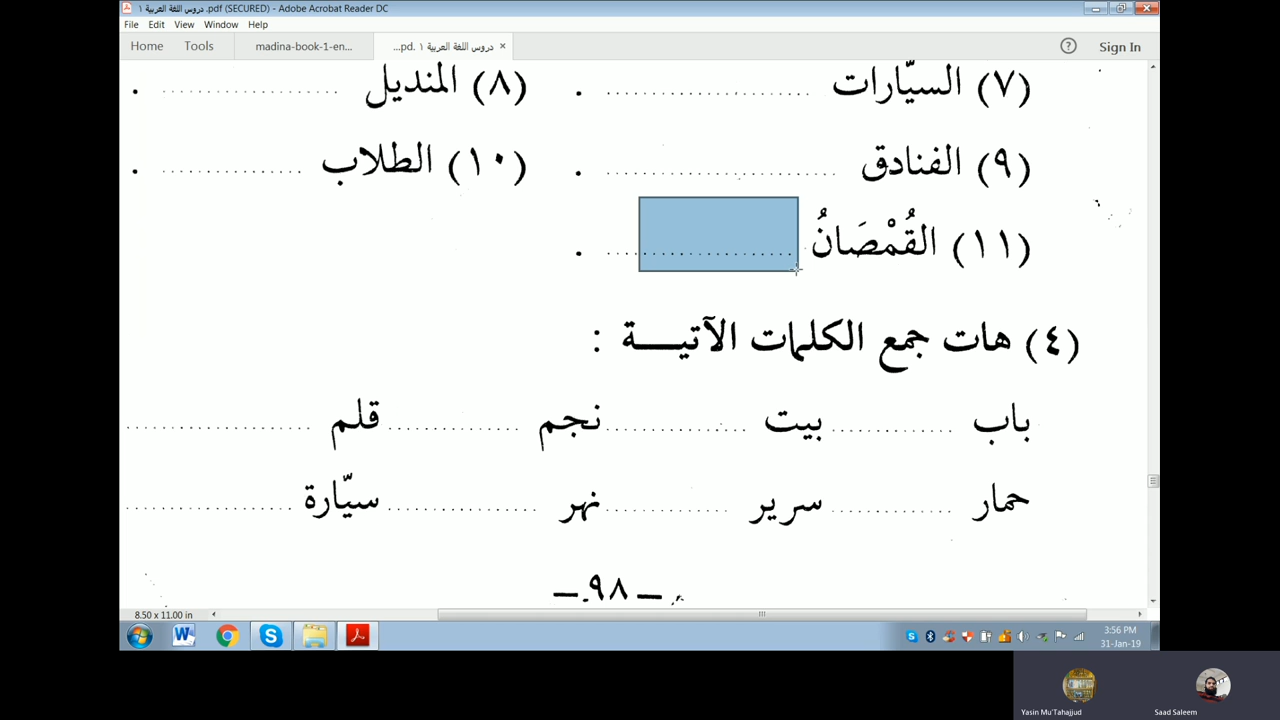 دروس اللغة العربية ١ .pdf (SECURED) - Adobe Acrobat Reader DC
File Edit View Window Help
Home Tools madina-book-1-en... دروس اللغة العربية ١ .pd... × ? Sign In
(٧) السيّارات .................... . (٨) المنديل .................... .
(٩) الفنادق .................... . (١٠) الطلاب .................... .
(١١) القُمْصَانُ .................... .
(٤) هات جمع الكلمات الآتيـــة :
باب ............ بيت ............ نجم ............ قلم ............
حمار ............ سرير ............ نهر ............ سيّارة ............
– ٩٨ –
8.50 x 11.00 in
3:56 PM
31-Jan-19
Yasin Mu'Tahajjud Saad Saleem